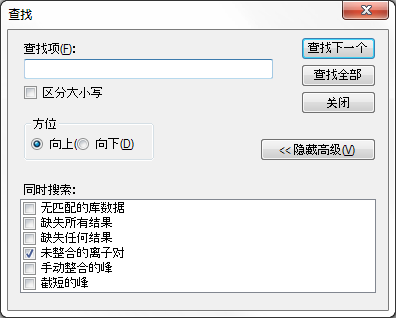 查找
查找项(F):
查找下一个
查找全部
区分大小写
关闭
方位
向上( 向下(D)
<< 隐藏高级(V)
同时搜索:
无匹配的库数据
缺失所有结果
缺失任何结果
未整合的离子对
手动整合的峰
截短的峰